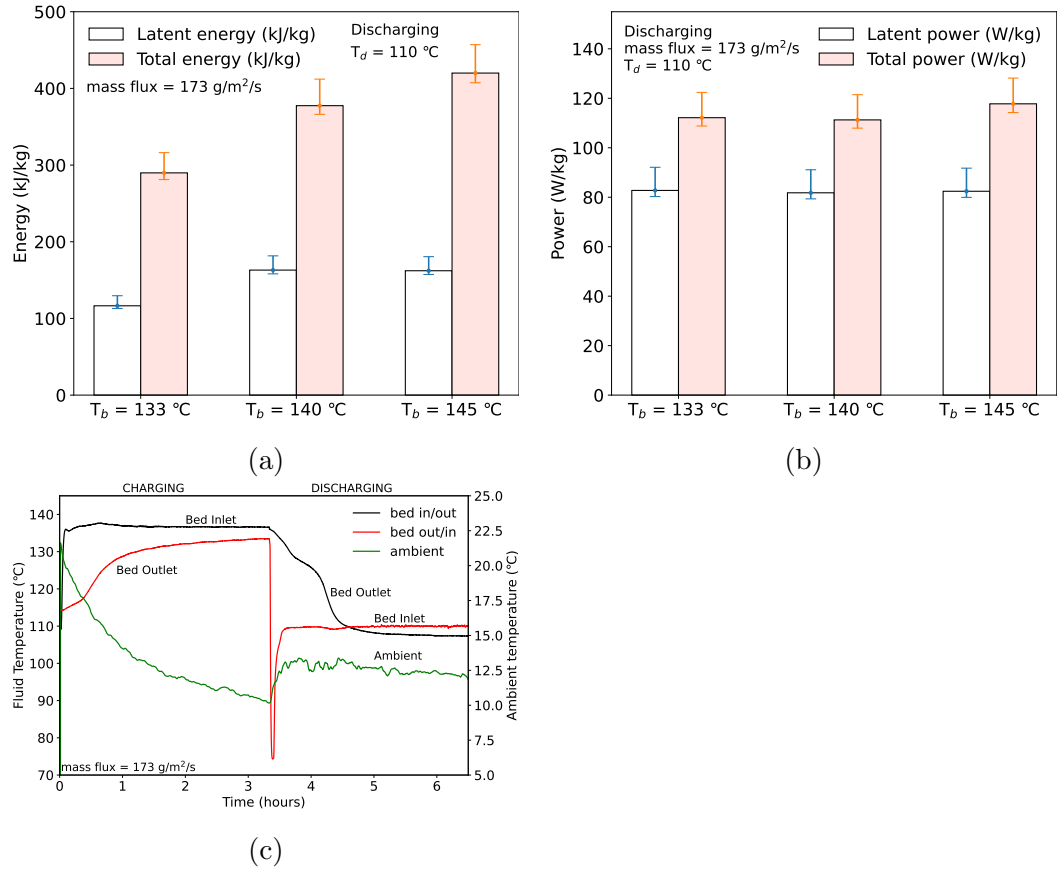 500
400
300
200
100
0
Energy (kJ/kg)
Latent energy (kJ/kg)
Total energy (kJ/kg)
mass flux = 173 g/m²/s
Discharging
T_d = 110 ℃
T_b = 133 ℃
T_b = 140 ℃
T_b = 145 ℃
(a)
140
120
100
80
60
40
20
0
Power (W/kg)
Discharging
mass flux = 173 g/m²/s
T_d = 110 ℃
Latent power (W/kg)
Total power (W/kg)
T_b = 133 ℃
T_b = 140 ℃
T_b = 145 ℃
(b)
CHARGING
DISCHARGING
140
130
120
110
100
90
80
70
Fluid Temperature (℃)
Bed Inlet
Bed Outlet
bed in/out
bed out/in
ambient
Bed Outlet
Bed Inlet
Ambient
mass flux = 173 g/m²/s
25.0
22.5
20.0
17.5
15.0
12.5
10.0
7.5
5.0
Ambient temperature (℃)
0
1
2
3
4
5
6
Time (hours)
(c)